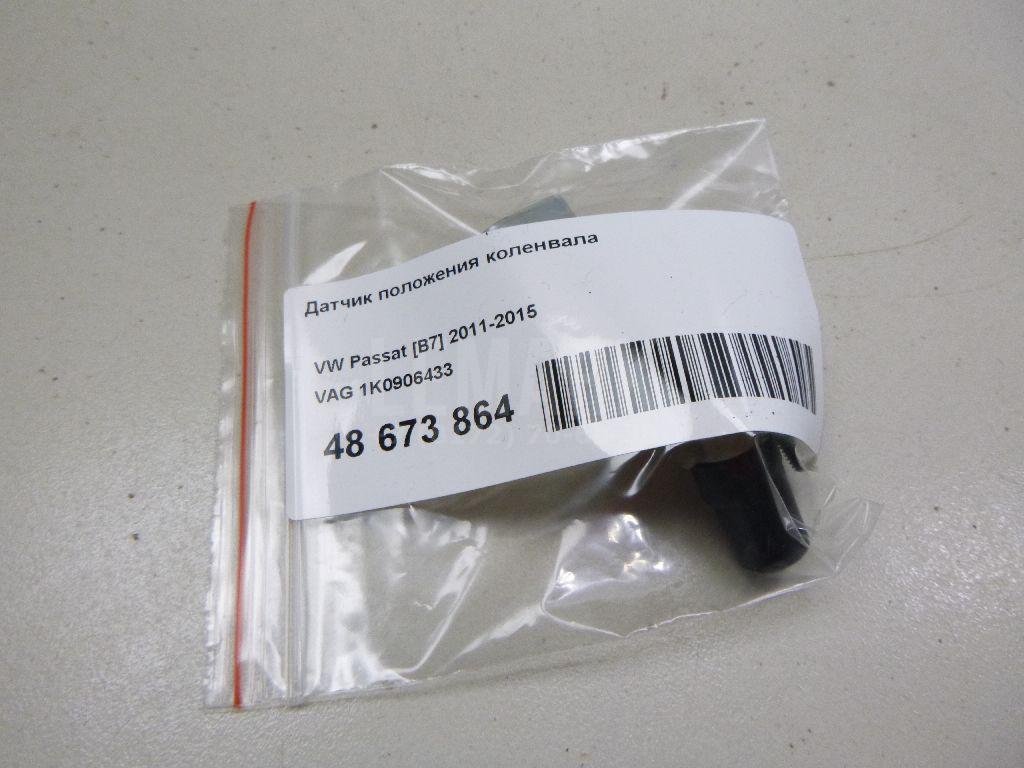 Датчик положения коленвала
VW Passat [B7] 2011-2015
VAG 1K0906433
48 673 864